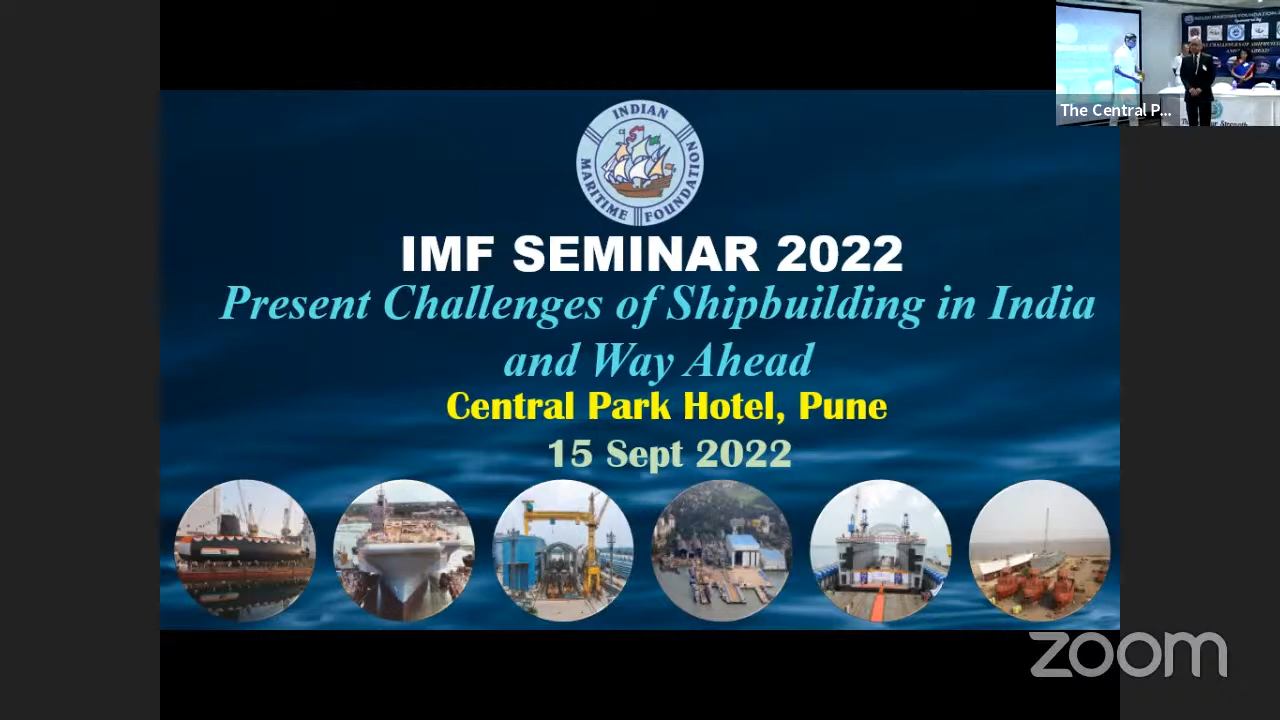 INDIAN
MARITIME FOUNDATION
IMF SEMINAR 2022
Present Challenges of Shipbuilding in India
and Way Ahead
Central Park Hotel, Pune
15 Sept 2022
The Central P...
zoom